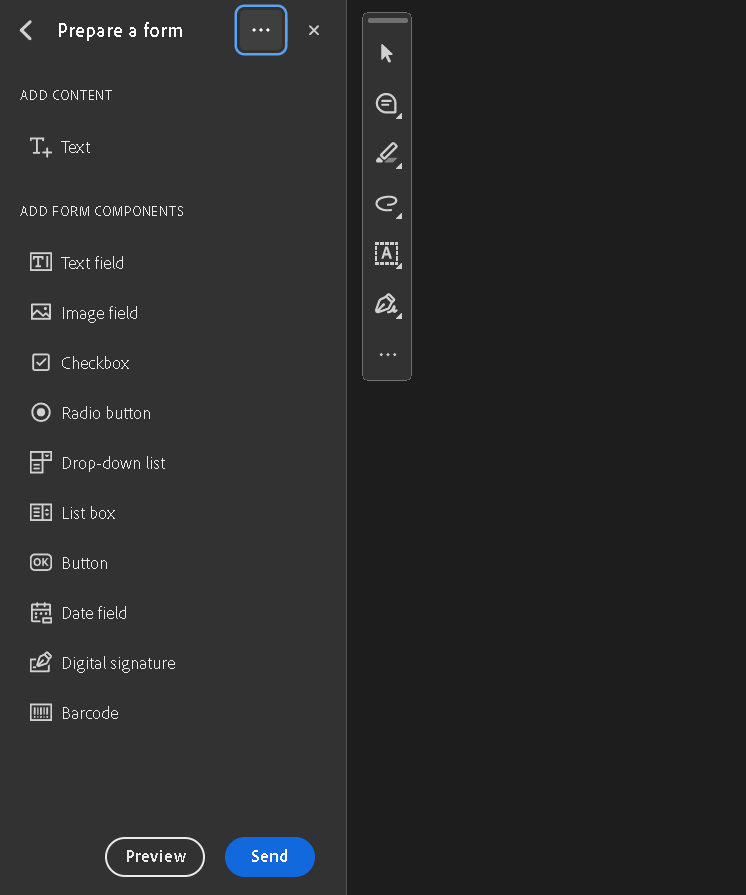 Prepare a form
ADD CONTENT
Text
ADD FORM COMPONENTS
Text field
Image field
Checkbox
Radio button
Drop-down list
List box
OK Button
Date field
Digital signature
Barcode
Preview Send
A